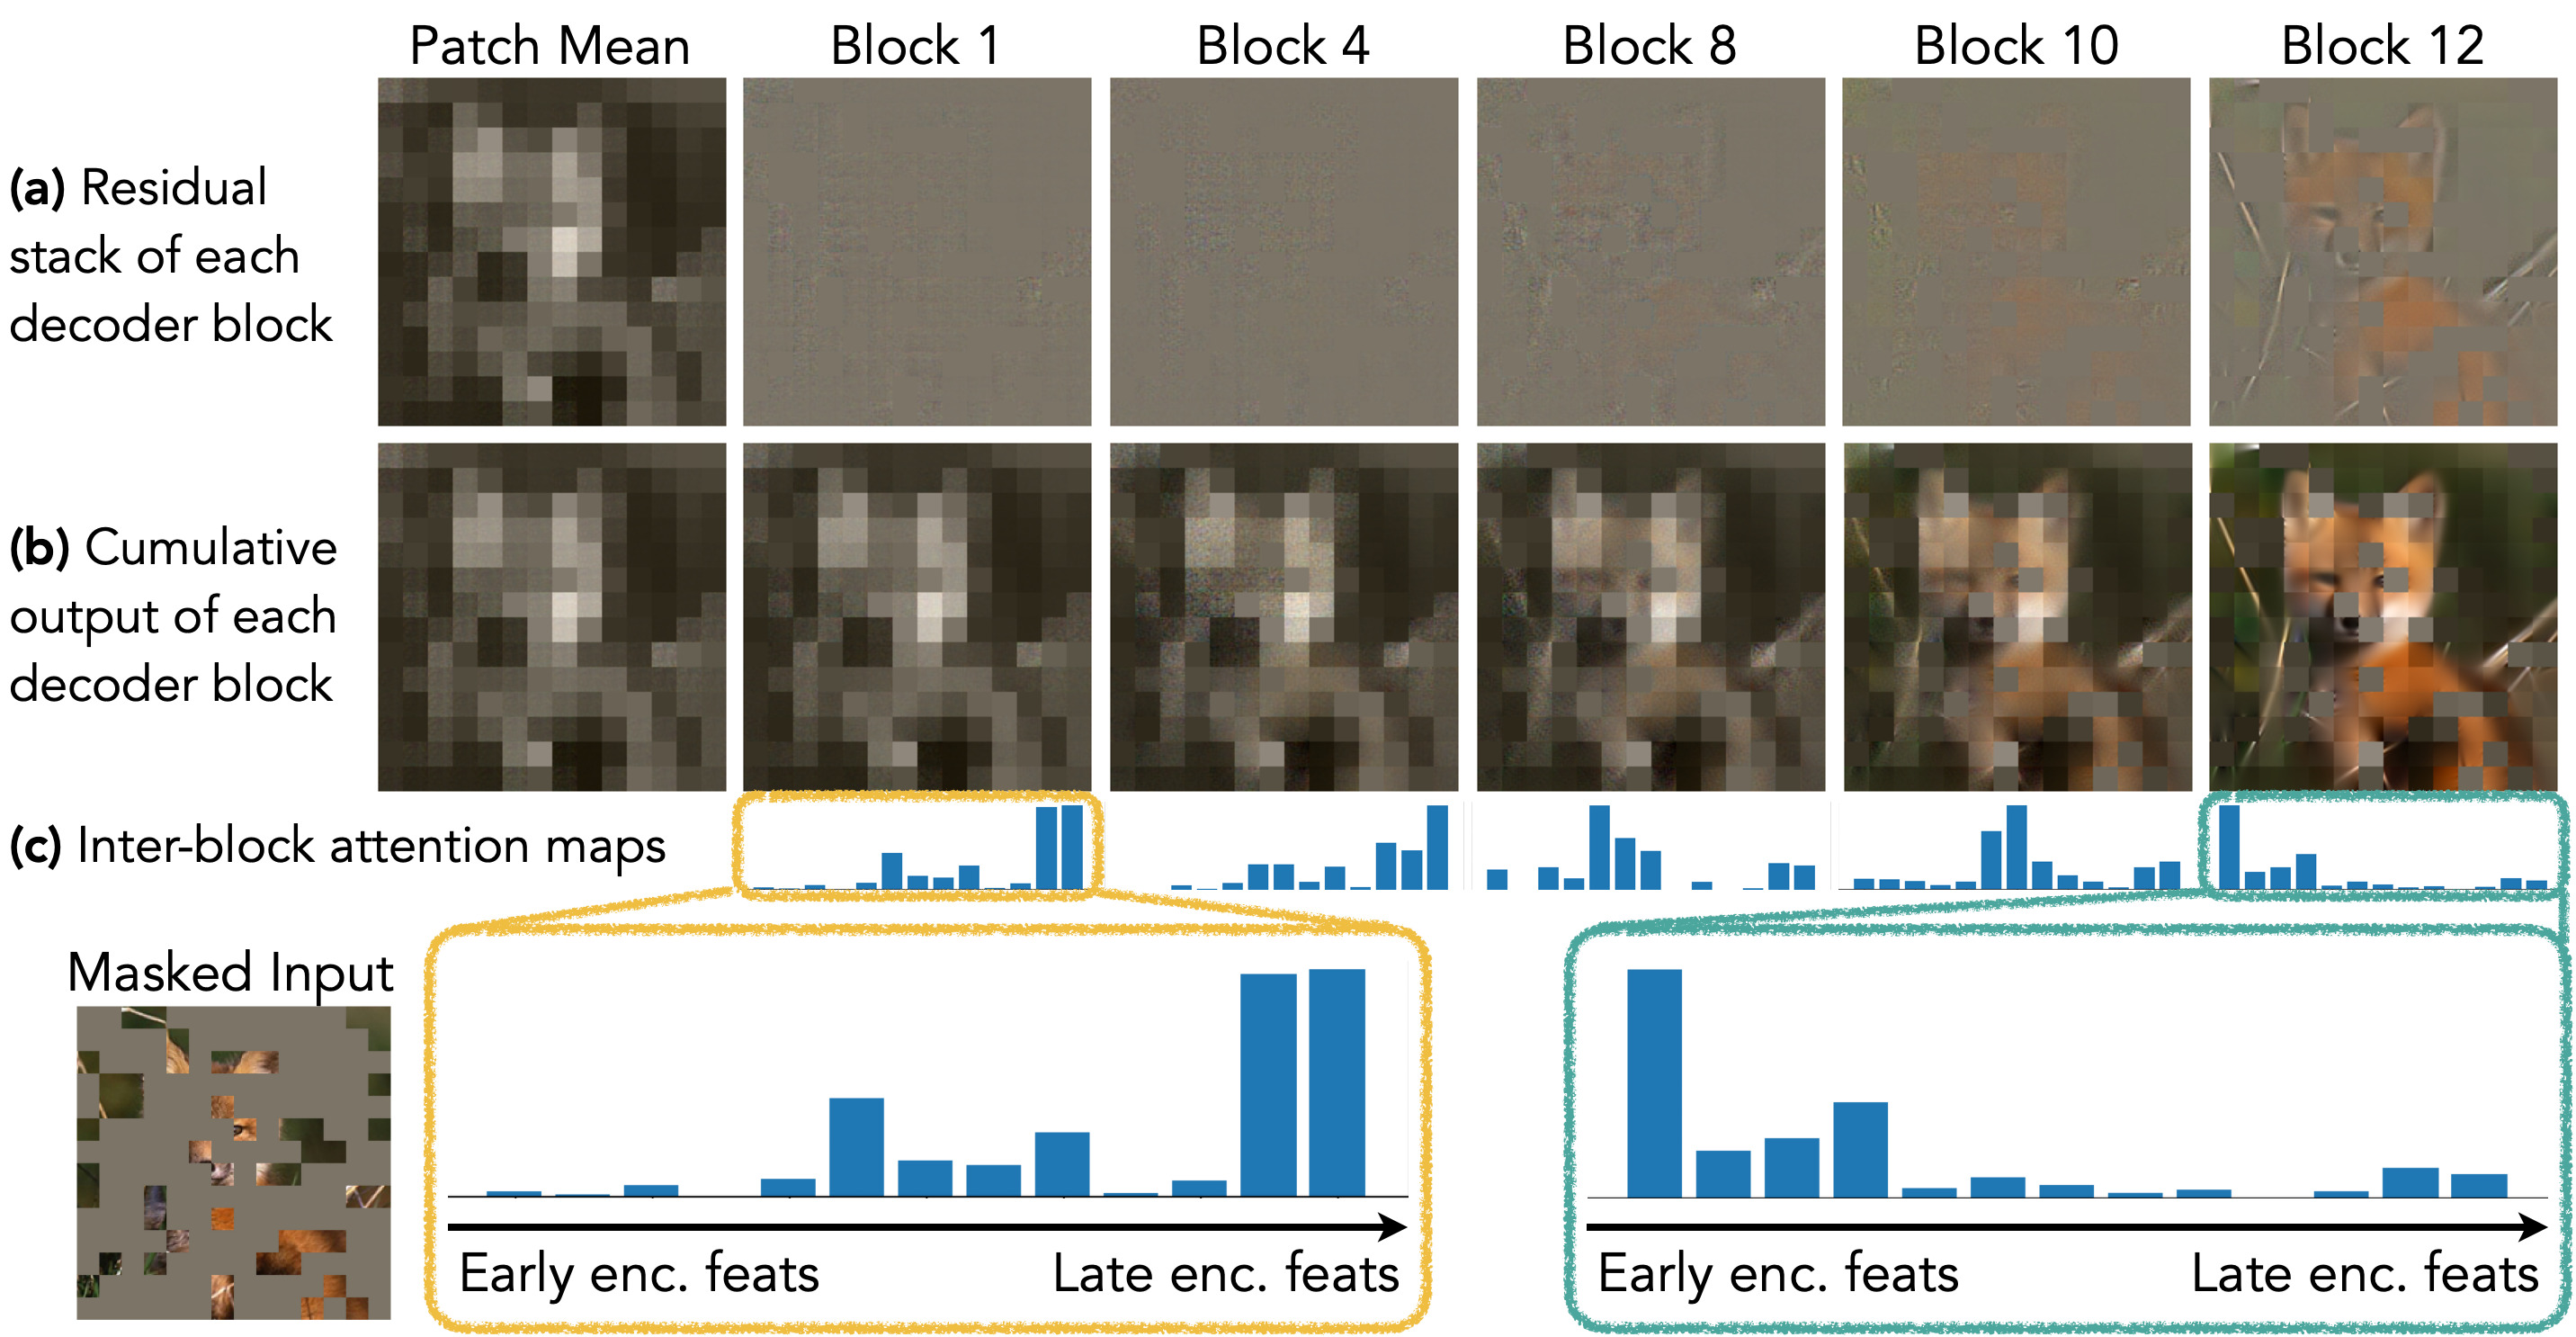 Patch Mean
Block 1
Block 4
Block 8
Block 10
Block 12
(a) Residual
stack of each
decoder block
(b) Cumulative
output of each
decoder block
(c) Inter-block attention maps
Masked Input
Early enc. feats
Late enc. feats
Early enc. feats
Late enc. feats